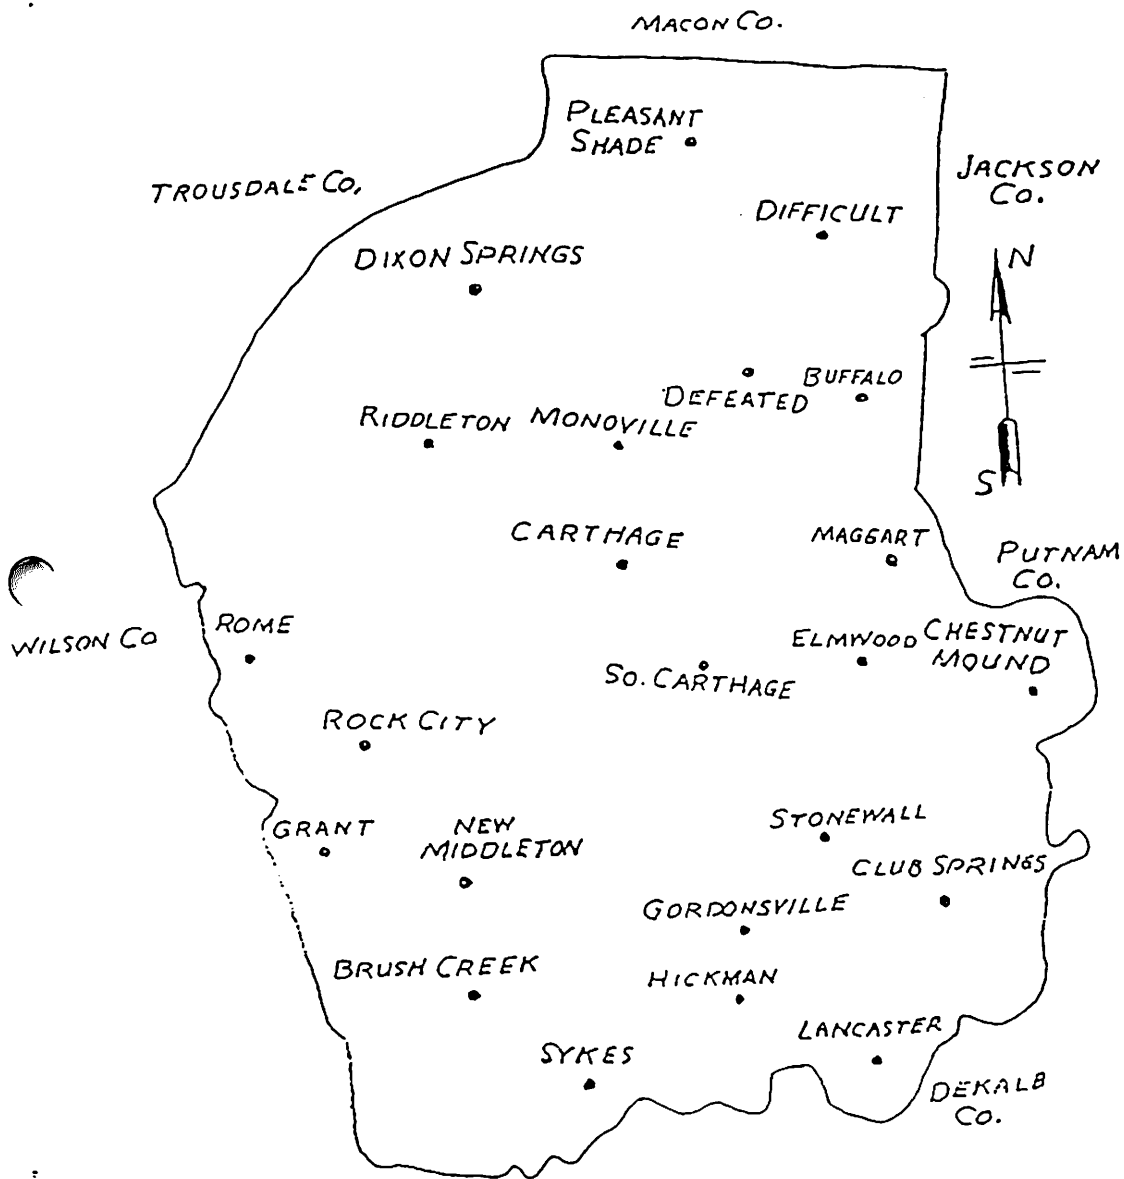 MACON CO.
PLEASANT
SHADE
TROUSDALE CO.
JACKSON
CO.
DIFFICULT
DIXON SPRINGS
N
DEFEATED
BUFFALO
RIDDLETON
MONOVILLE
S
CARTHAGE
MAGGART
PUTNAM
CO.
WILSON CO
ROME
ELMWOOD
CHESTNUT
MOUND
SO. CARTHAGE
ROCK CITY
GRANT
NEW
MIDDLETON
STONEWALL
CLUB SPRINGS
GORDONSVILLE
BRUSH CREEK
HICKMAN
LANCASTER
SYKES
DEKALB
CO.